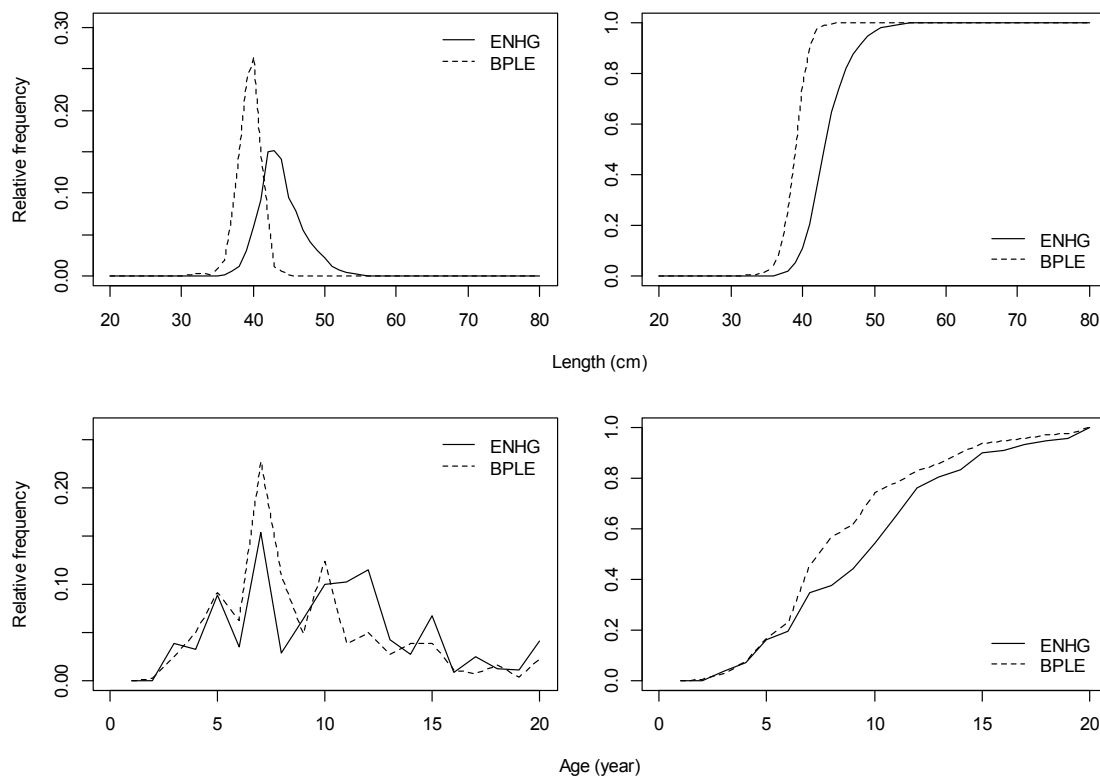 0.00 0.10 0.20 0.30
Relative frequency
ENHG
BPLE
20 30 40 50 60 70 80
0.0 0.2 0.4 0.6 0.8 1.0
ENHG
BPLE
20 30 40 50 60 70 80
Length (cm)
0.00 0.10 0.20
Relative frequency
ENHG
BPLE
0 5 10 15 20
0.0 0.2 0.4 0.6 0.8 1.0
ENHG
BPLE
0 5 10 15 20
Age (year)